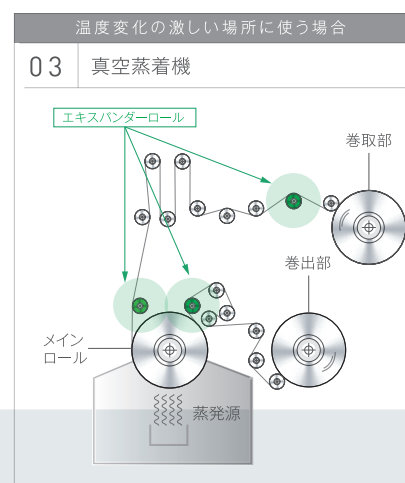 温度変化の激しい場所に使う場合
03 真空蒸着機
エキスパンダーロール
巻取部
巻出部
メイン
ロール
蒸発源